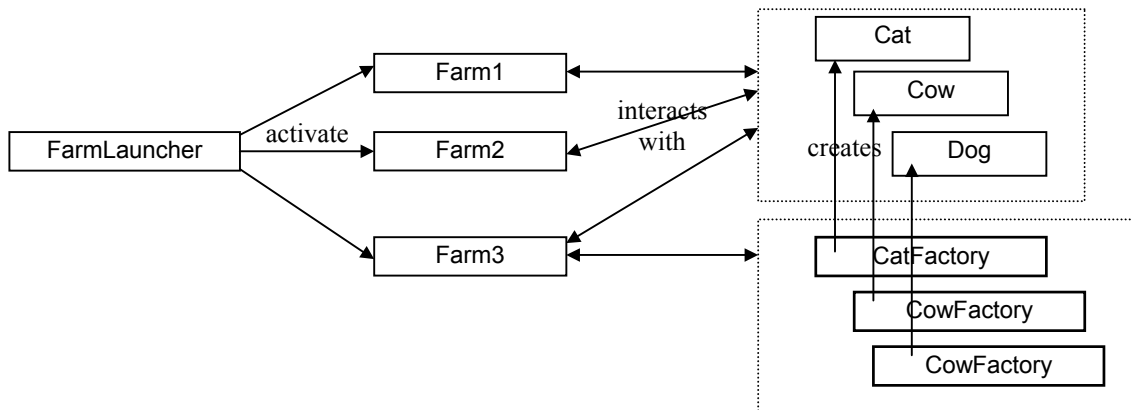 Cat
Farm1
Cow
interacts
with
activate
FarmLauncher
Farm2
creates
Dog
Farm3
CatFactory
CowFactory
CowFactory